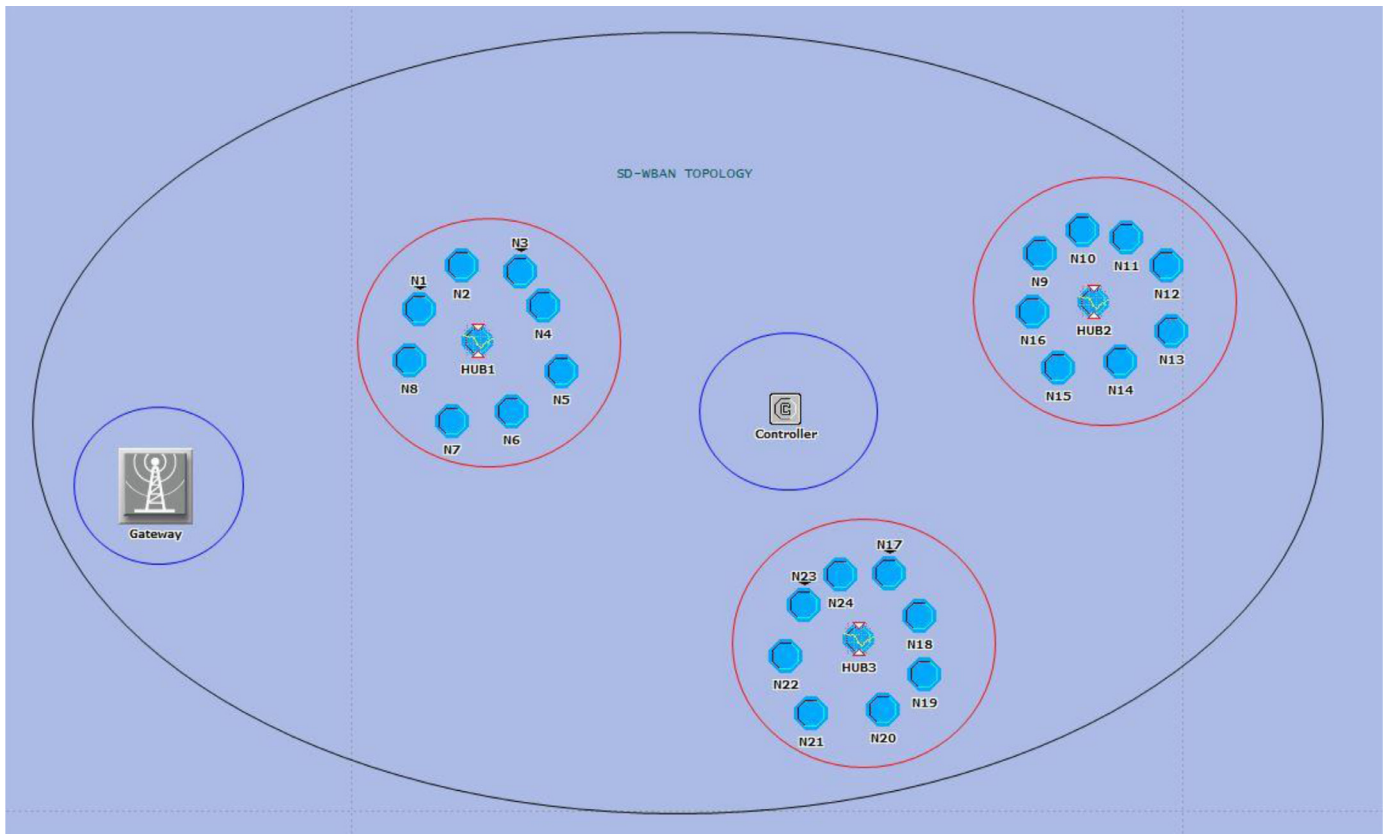 SD-WBAN TOPOLOGY
N3
N1
N2
N4
HUB1
N8
N5
N7
N6
N10
N11
N9
N12
HUB2
N16
N13
N15
N14
C
Controller
Gateway
N17
N23
N24
N18
HUB3
N22
N19
N21
N20